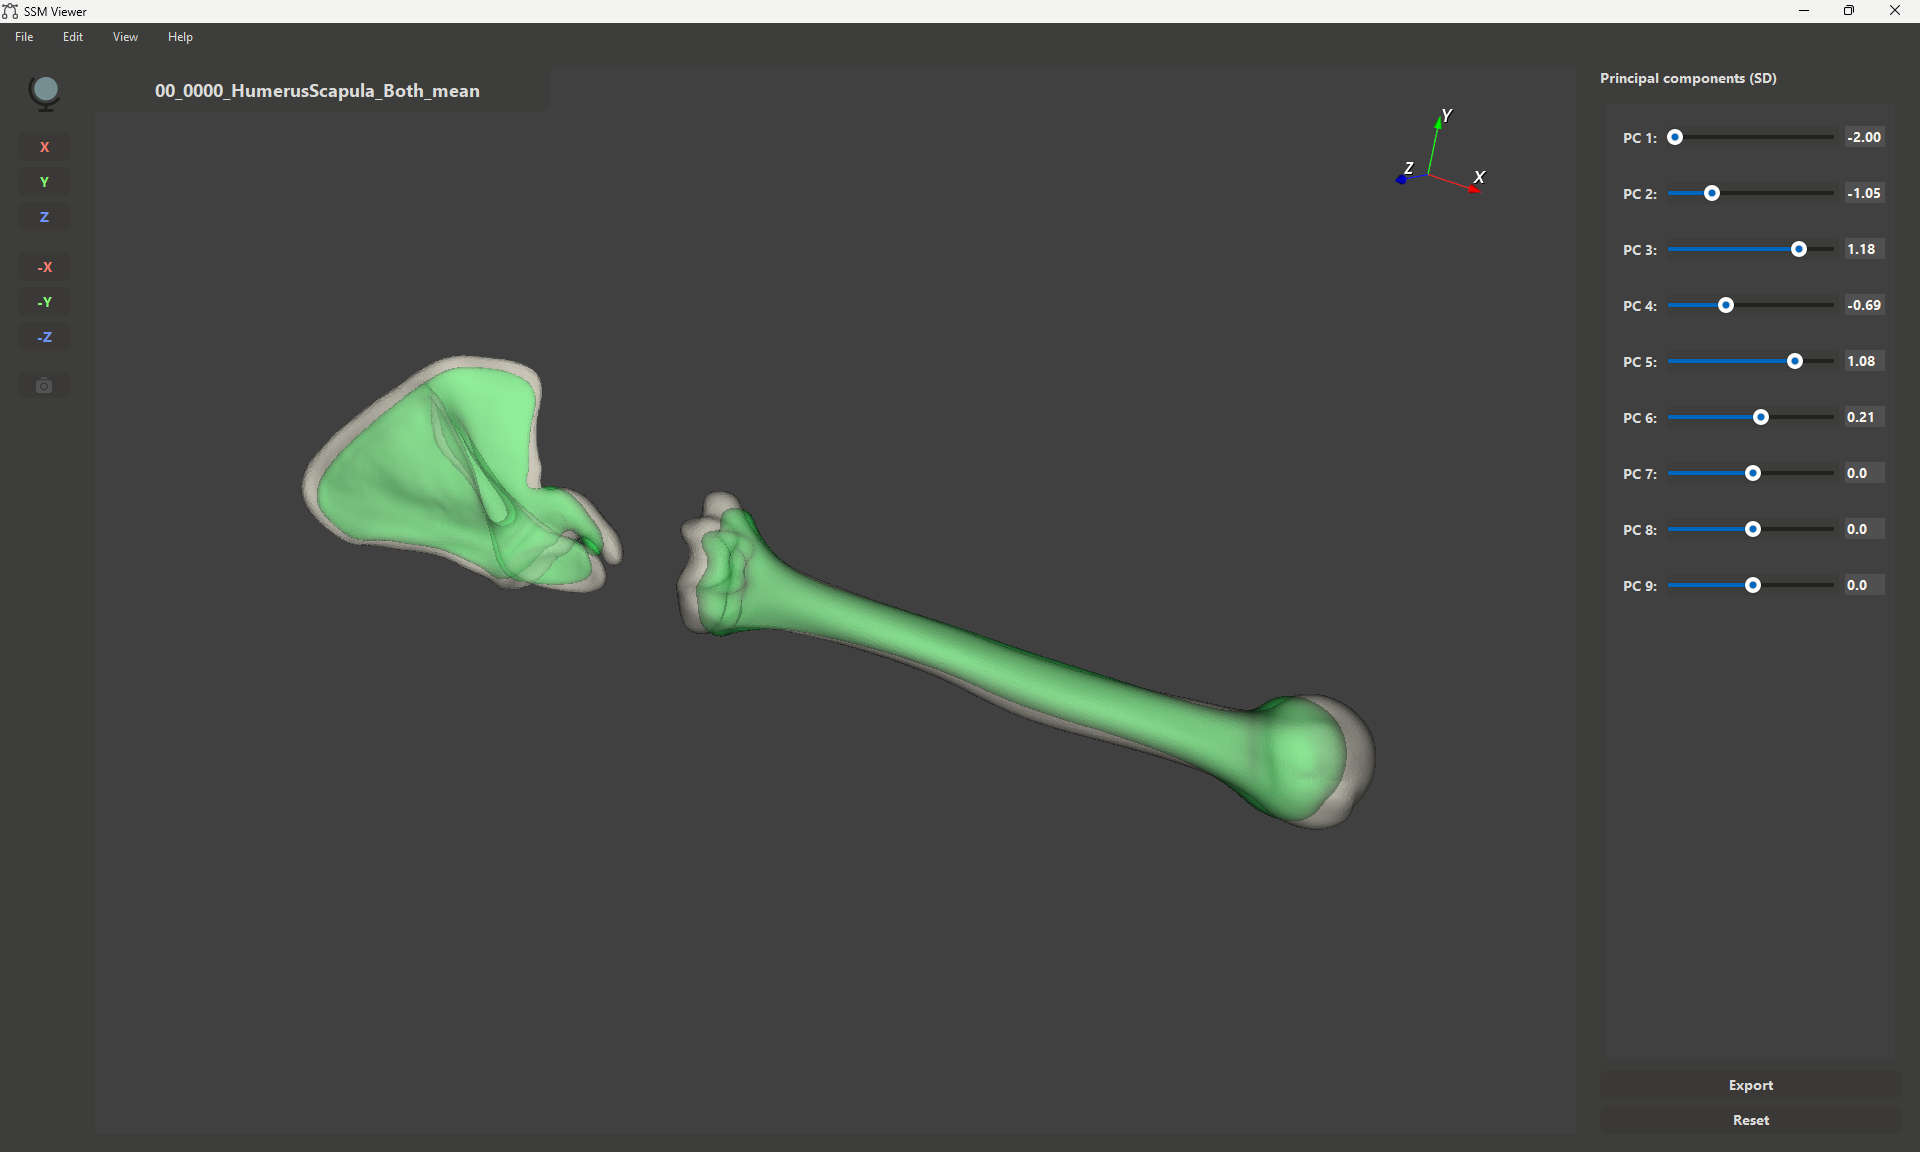 SSM Viewer
File Edit View Help
00_0000_HumerusScapula_Both_mean
X
Y
Z
-X
-Y
-Z
Y
Z
X
Principal components (SD)
PC 1: -2.00
PC 2: -1.05
PC 3: 1.18
PC 4: -0.69
PC 5: 1.08
PC 6: 0.21
PC 7: 0.0
PC 8: 0.0
PC 9: 0.0
Export
Reset